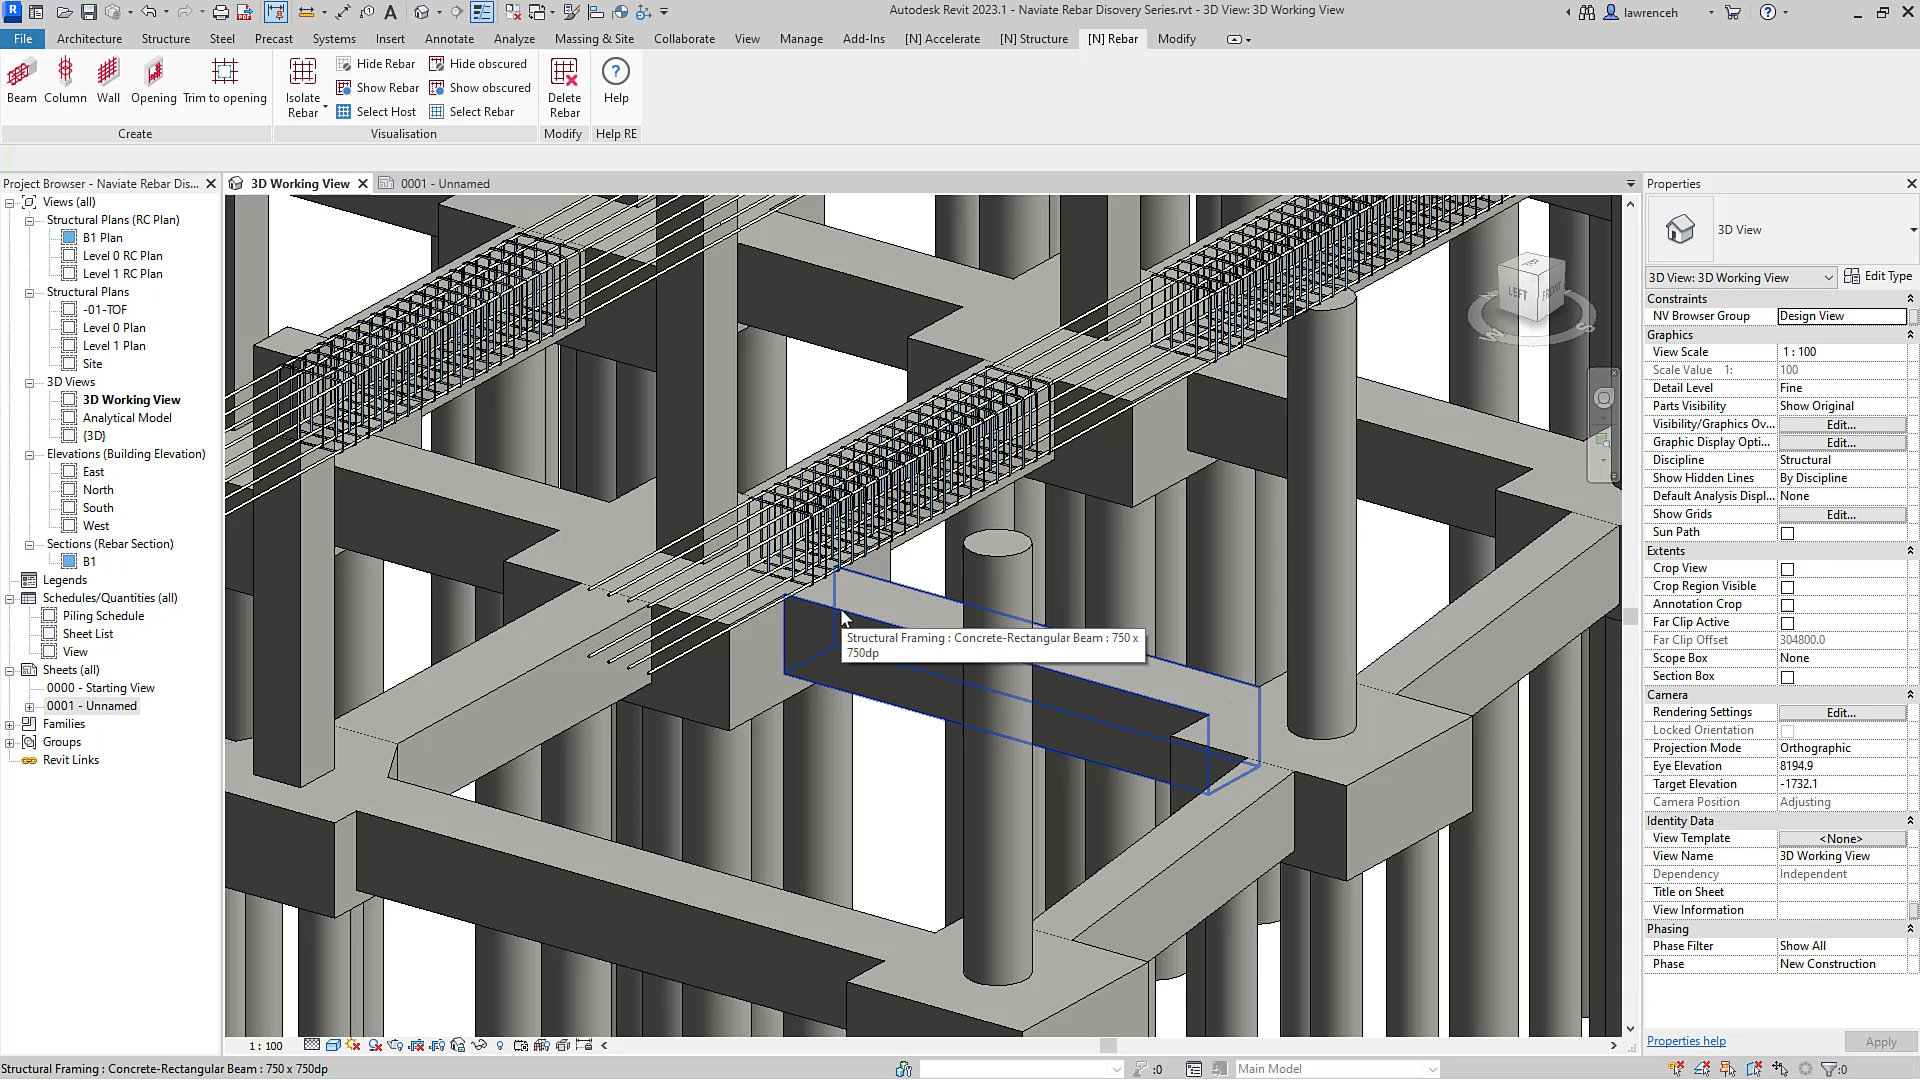 Autodesk Revit 2023.1 - Naviate Rebar Disovery Series.rvt - 3D View: 3D Working View
lawrenceh
File
Architecture
Structure
Steel
Precast
Systems
Insert
Annotate
Analyze
Massing & Site
Collaborate
View
Manage
Add-Ins
[N] Accelerate
[N] Structure
[N] Rebar
Modify
Beam
Column
Wall
Opening
Trim to opening
Isolate
Rebar
Hide Rebar
Show Rebar
Select Host
Hide obscured
Show obscured
Select Rebar
Delete
Rebar
Help
Create
Visualisation
Modify
Help RE
Project Browser - Naviate Rebar Dis...
3D Working View
0001 - Unnamed
Views (all)
Structural Plans (RC Plan)
B1 Plan
Level 0 RC Plan
Level 1 RC Plan
Structural Plans
-01-TOF
Level 0 Plan
Level 1 Plan
Site
3D Views
3D Working View
Analytical Model
{3D}
Elevations (Building Elevation)
East
North
South
West
Sections (Rebar Section)
B1
Legends
Schedules/Quantities (all)
Piling Schedule
Sheet List
View
Sheets (all)
0000 - Starting View
0001 - Unnamed
Families
Groups
Revit Links
LEFT
FRONT
W
S
Structural Framing : Concrete-Rectangular Beam : 750 x
750dp
Properties
3D View
3D View: 3D Working View
Edit Type
Constraints
NV Browser Group Design View
Graphics
View Scale 1 : 100
Scale Value 1: 100
Detail Level Fine
Parts Visibility Show Original
Visibility/Graphics Ov... Edit...
Graphic Display Opti... Edit...
Discipline Structural
Show Hidden Lines By Discipline
Default Analysis Displ... None
Show Grids Edit...
Sun Path
Extents
Crop View
Crop Region Visible
Annotation Crop
Far Clip Active
Far Clip Offset 304800.0
Scope Box None
Section Box
Camera
Rendering Settings Edit...
Locked Orientation
Projection Mode Orthographic
Eye Elevation 8194.9
Target Elevation -1732.1
Camera Position Adjusting
Identity Data
View Template <None>
View Name 3D Working View
Dependency Independent
Title on Sheet
View Information
Phasing
Phase Filter Show All
Phase New Construction
Properties help
Apply
1 : 100
Structural Framing : Concrete-Rectangular Beam : 750 x 750dp
:0
Main Model
:0